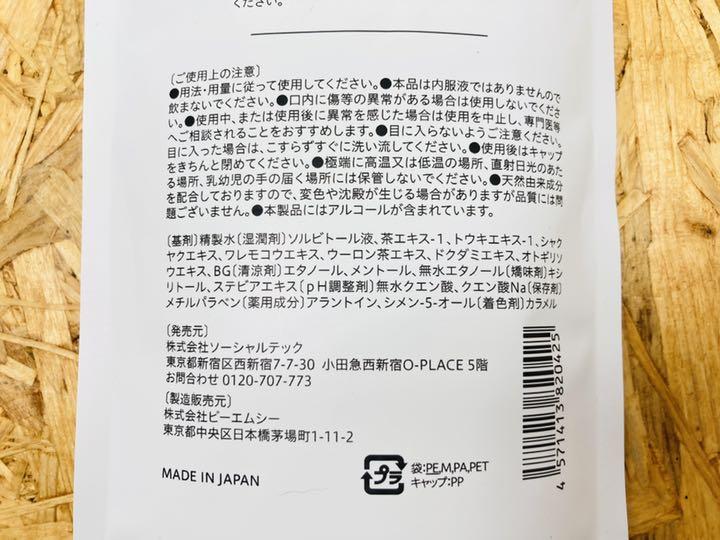 ください。
〔ご使用上の注意〕
●用法・用量に従って使用してください。●本品は内服液ではありませんので
飲まないでください。●口内に傷等の異常がある場合は使用しないでくださ
い。●使用中、または使用後に異常を感じた場合は使用を中止し、専門医等
へご相談されることをおすすめします。●目に入らないようご注意ください。
目に入った場合は、こすらずすぐに洗い流してください。●使用後はキャップ
をきちんと閉めてください。●極端に高温又は低温の場所、直射日光のあた
る場所、乳幼児の手の届く場所には保管しないでください。●天然由来成分
を配合しておりますので、変色や沈殿が生じる場合がありますが品質には問
題ございません。●本製品にはアルコールが含まれています。
〔基剤〕精製水〔湿潤剤〕ソルビトール液、茶エキス-1、トウキエキス-1、シャク
ヤクエキス、ワレモコウエキス、ウーロン茶エキス、ドクダミエキス、オトギリソ
ウエキス、BG〔清涼剤〕エタノール、メントール、無水エタノール〔矯味剤〕キシ
リトール、ステビアエキス〔pH調整剤〕無水クエン酸、クエン酸Na〔保存剤〕
メチルパラベン〔薬用成分〕アラントイン、シメン-5-オール〔着色剤〕カラメル
〔発売元〕
株式会社ソーシャルテック
東京都新宿区西新宿7-7-30 小田急西新宿O-PLACE 5階
お問合わせ 0120-707-773
〔製造販売元〕
株式会社ピーエムシー
東京都中央区日本橋茅場町1-11-2
MADE IN JAPAN
プラ
袋:PE,M,PA,PET
キャップ:PP
4 571413 820425